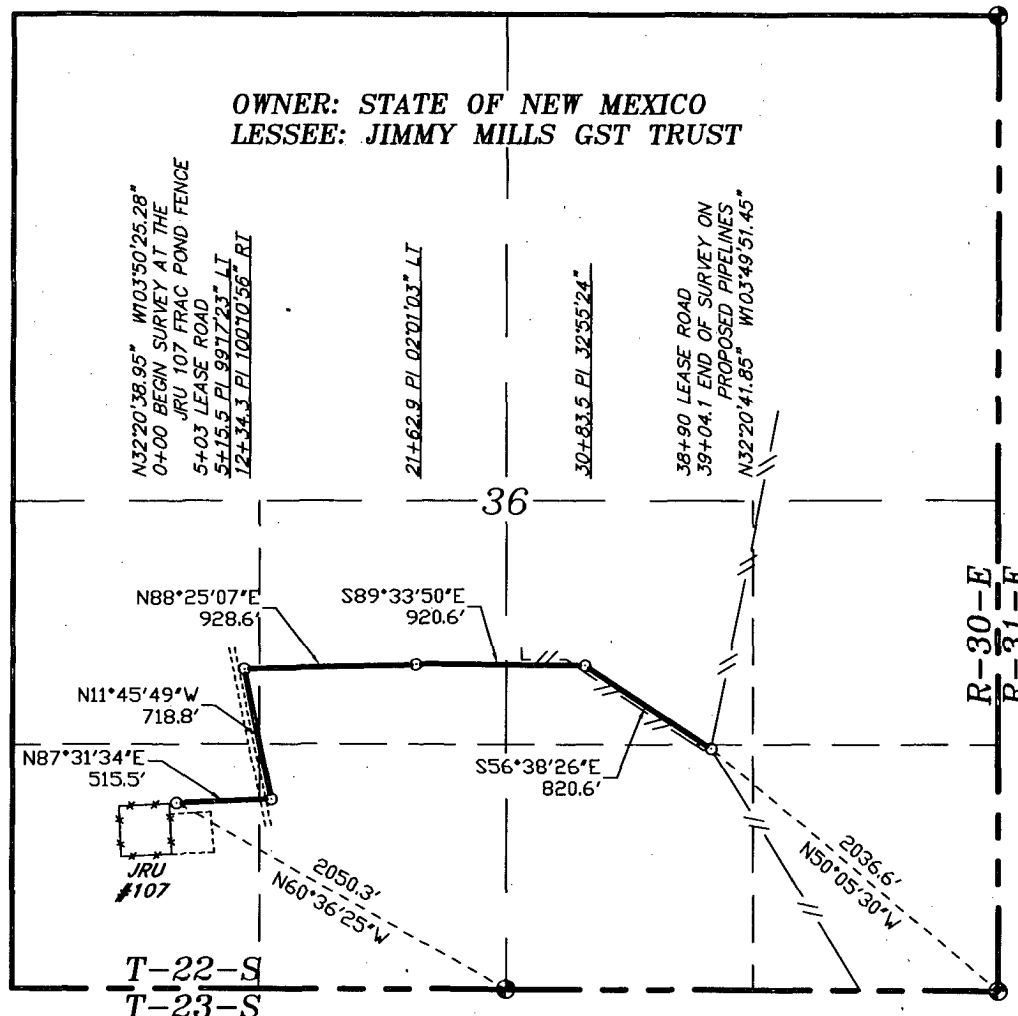 OWNER: STATE OF NEW MEXICO
LESSEE: JIMMY MILLS GST TRUST
N32°20'38.95" W103°50'25.28"
0+00 BEGIN SURVEY AT THE
JRU 107 FRAC POND FENCE
5+03 LEASE ROAD
5+15.5 PI 99°17'23" LT
12+34.3 PI 100°10'56" RT
21+62.9 PI 02°01'03" LT
30+83.5 PI 32°55'24"
38+90 LEASE ROAD
39+04.1 END OF SURVEY ON
PROPOSED PIPELINES
N32°20'41.85" W103°49'51.45"
36
N88°25'07"E
928.6'
S89°33'50"E
920.6'
N11°45'49"W
718.8'
N87°31'34"E
515.5'
S56°38'26"E
820.6'
R-30-E
R-31-E
JRU
#107
2050.3'
N60°36'25"W
2036.6'
N50°05'30"W
T-22-S
T-23-S